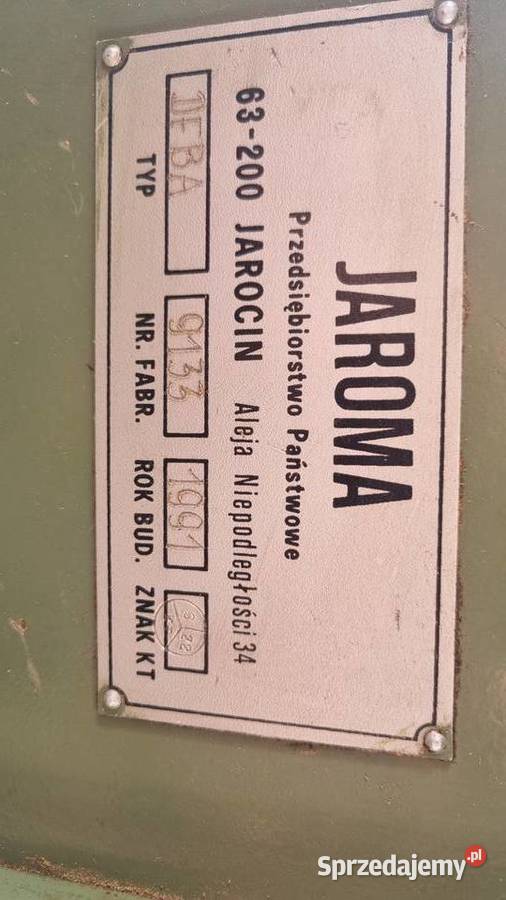 JAROMA
Przedsiębiorstwo Państwowe
63-200 JAROCIN Aleja Niepodległości 34
DFBA 9133 1991
TYP NR. FABR. ROK BUD. ZNAK KT
Sprzedajemy.pl